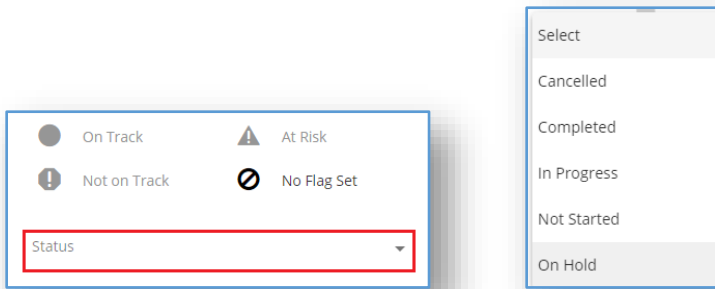 On Track
At Risk
Not on Track
No Flag Set
Status
Select
Cancelled
Completed
In Progress
Not Started
On Hold